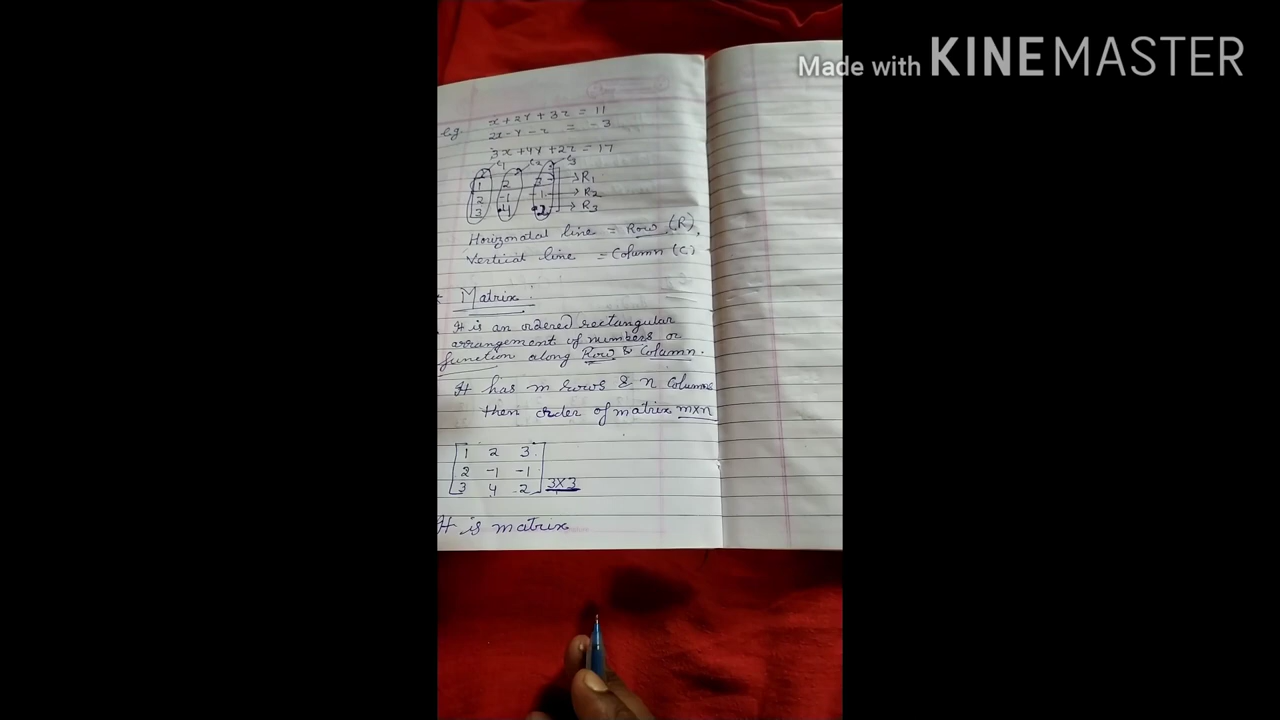 Made with KINEMASTER
e.g. x + 2y + 3z = 11
2x - y - z = -3
3x + 4y + 2z = 17
C1 C2 C3
1 2 3 → R1
2 -1 -1 → R2
3 4 2 → R3
Horizonatal line = Row (R).
Vertical line = Column (C)
Matrix :
It is an ordered rectangular
arrangement of numbers or
function along Row & Column.
It has m rows & n Columns
then order of matrix m×n
1 2 3
2 -1 -1
3 4 2 3×3
It is matrix